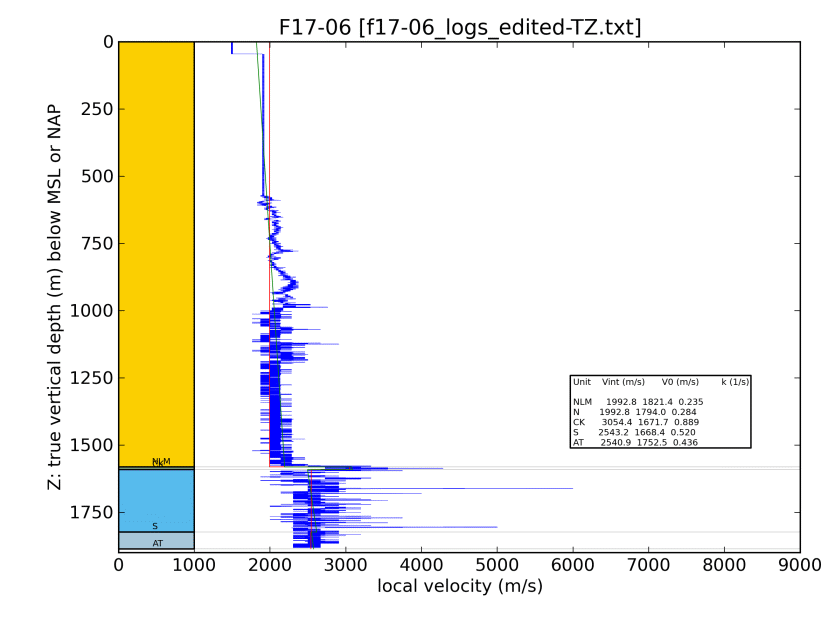 F17-06 [f17-06_logs_edited-TZ.txt]
Z: true vertical depth (m) below MSL or NAP
0
250
500
750
1000
1250
1500
1750
NLM
S
AT
Unit Vint (m/s) V0 (m/s) k (1/s)
NLM 1992.8 1821.4 0.235
N 1992.8 1794.0 0.284
CK 3054.4 1671.7 0.889
S 2543.2 1668.4 0.520
AT 2540.9 1752.5 0.436
0 1000 2000 3000 4000 5000 6000 7000 8000 9000
local velocity (m/s)